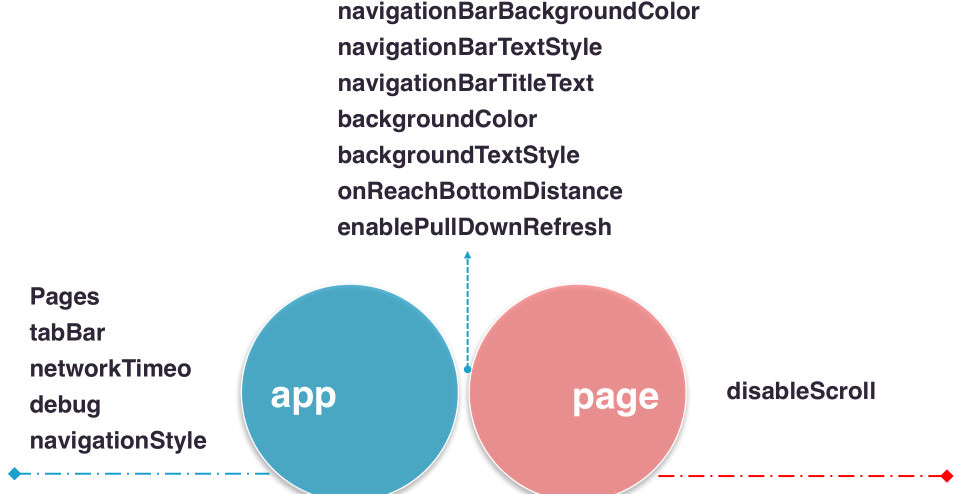 navigationBarBackgroundColor
navigationBarTextStyle
navigationBarTitleText
backgroundColor
backgroundTextStyle
onReachBottomDistance
enablePullDownRefresh
Pages
tabBar
networkTimeo
debug
navigationStyle
app
page
disableScroll